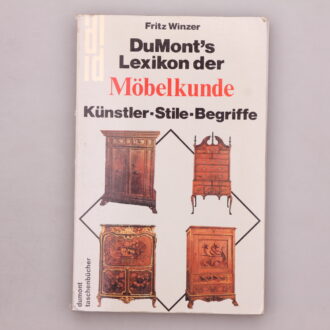 Fritz Winzer
DuMont's
Lexikon der
Möbelkunde
Künstler·Stile·Begriffe
dumont
taschenbücher